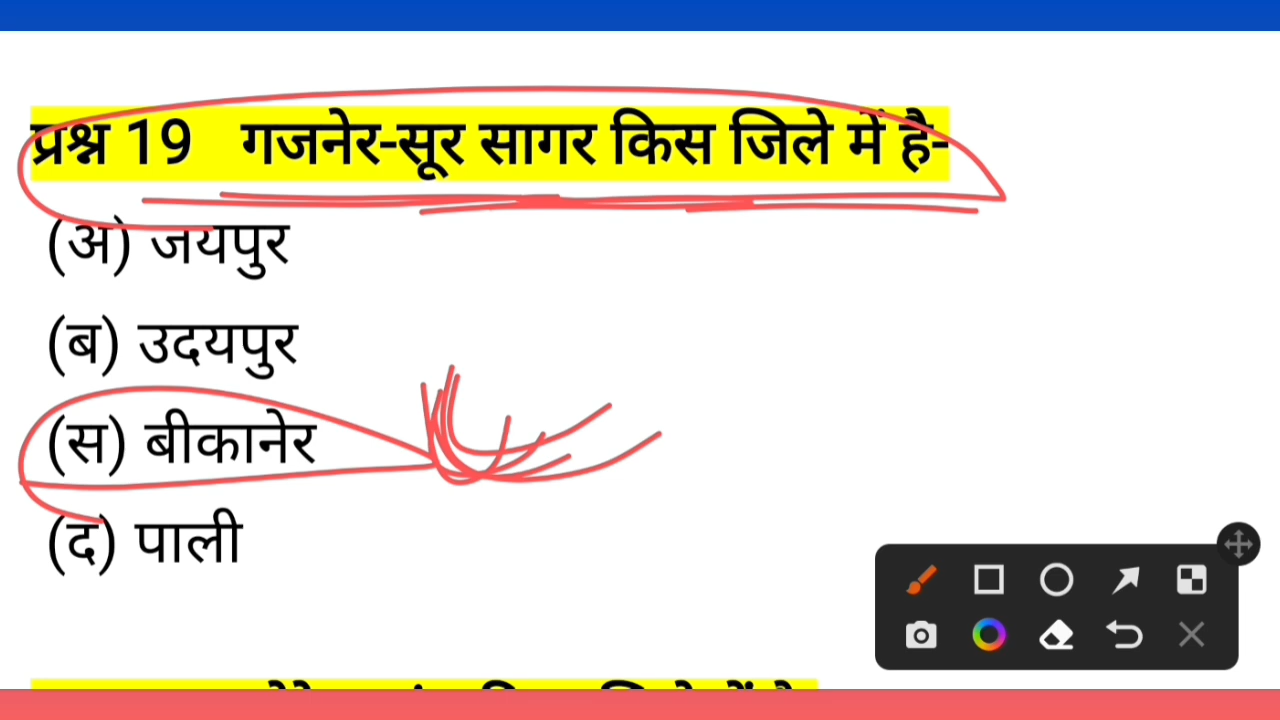 प्रश्न 19 गजनेर-सूर सागर किस जिले में है-
(अ) जयपुर
(ब) उदयपुर
(स) बीकानेर
(द) पाली